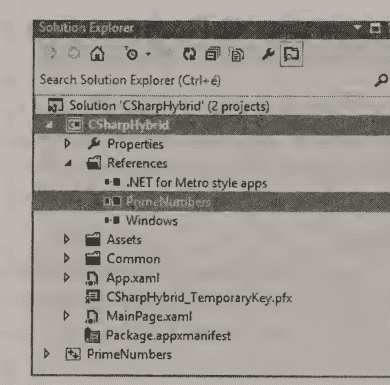 Solution Explorer
Search Solution Explorer (Ctrl+é)
Solution 'CSharpHybrid' (2 projects)
C# CSharpHybrid
Properties
References
.NET for Metro style apps
PrimeNumbers
Windows
Assets
Common
App.xaml
CSharpHybrid_TemporaryKey.pfx
MainPage.xaml
Package.appxmanifest
PrimeNumbers